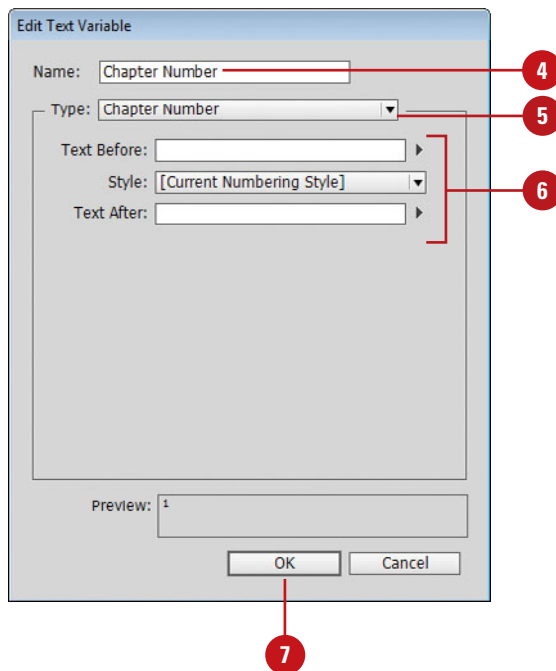 Edit Text Variable
Name: Chapter Number
4
Type: Chapter Number
5
Text Before:
Style: [Current Numbering Style]
6
Text After:
Preview: 1
OK Cancel
7